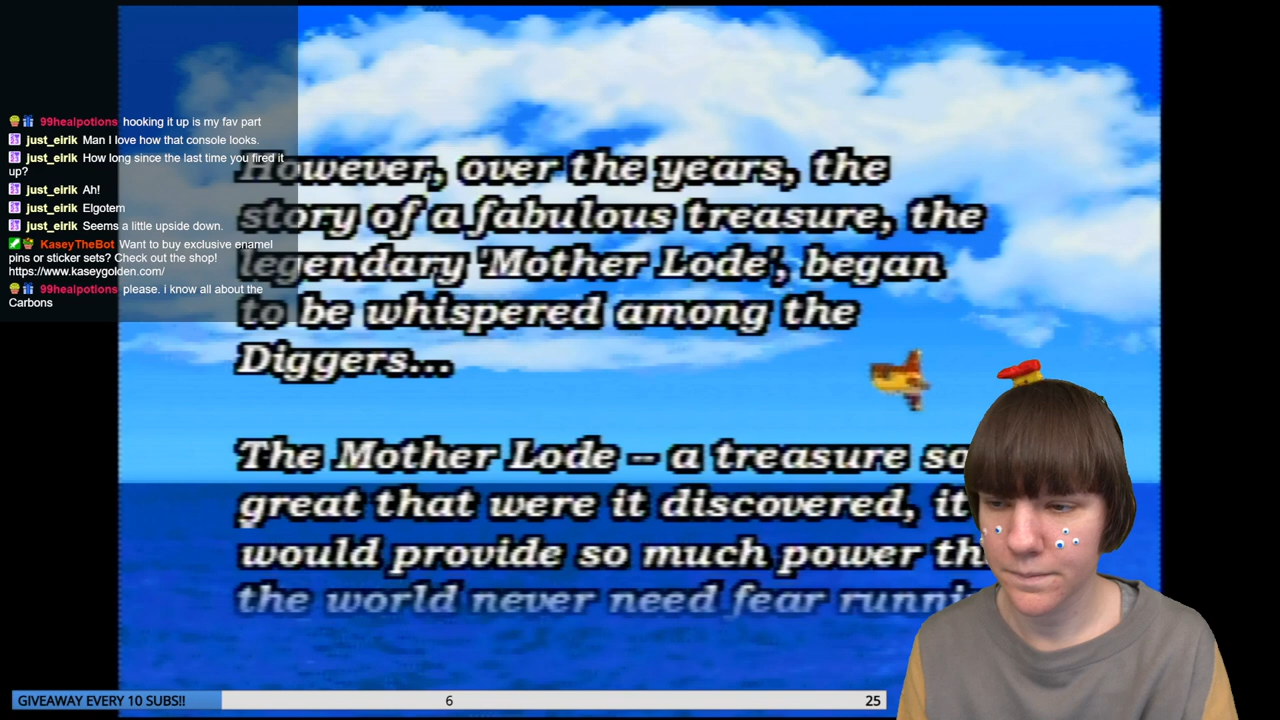 99healpotions hooking it up is my fav part
just_eirik Man I love how that console looks.
just_eirik How long since the last time you fired it
up?
just_eirik Ah!
just_eirik Elgotem
just_eirik Seems a little upside down.
KaseyTheBot Want to buy exclusive enamel
pins or sticker sets? Check out the shop!
https://www.kaseygolden.com/
99healpotions please. i know all about the
Carbons
However, over the years, the
story of a fabulous treasure, the
legendary 'Mother Lode', began
to be whispered among the
Diggers...
The Mother Lode – a treasure so
great that were it discovered, it
would provide so much power th
the world never need fear runni
GIVEAWAY EVERY 10 SUBS!! 6 25